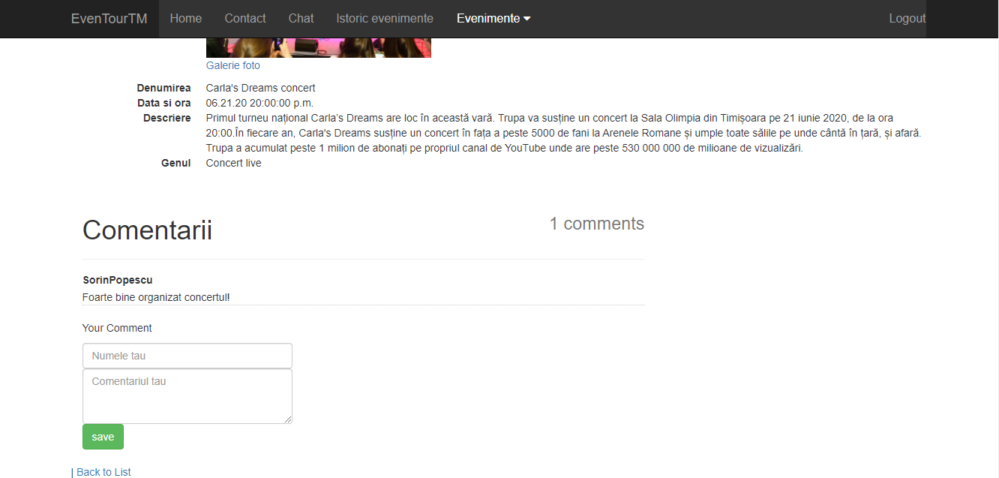 EvenTourTM Home Contact Chat Istoric evenimente Evenimente Logout
Galerie foto
Denumirea Carla's Dreams concert
Data si ora 06.21.20 20:00:00 p.m.
Descriere Primul turneu național Carla’s Dreams are loc în această vară. Trupa va susține un concert la Sala Olimpia din Timișoara pe 21 iunie 2020, de la ora
20:00.În fiecare an, Carla's Dreams susține un concert în fața a peste 5000 de fani la Arenele Romane și umple toate sălile pe unde cântă în țară, și afară.
Trupa a acumulat peste 1 milion de abonați pe propriul canal de YouTube unde are peste 530 000 000 de milioane de vizualizări.
Genul Concert live
Comentarii 1 comments
SorinPopescu
Foarte bine organizat concertul!
Your Comment
Numele tau
Comentariul tau
save
| Back to List